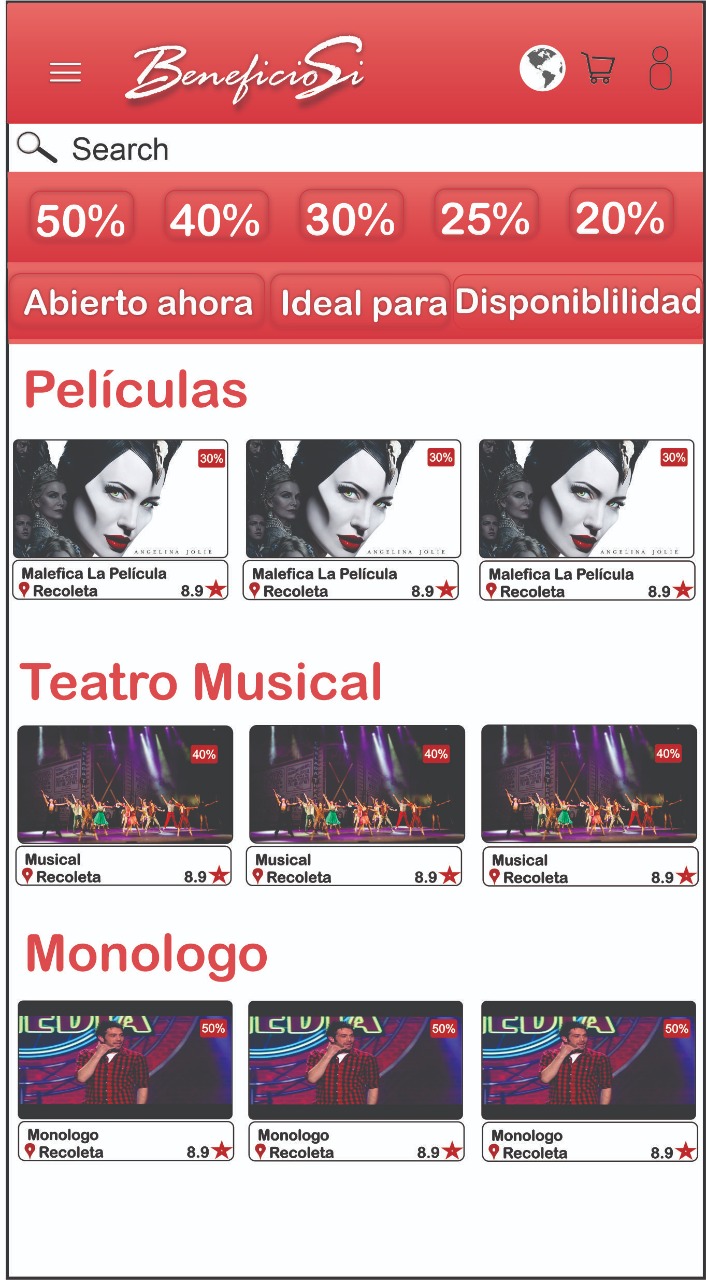 BeneficioSi
Search
50% 40% 30% 25% 20%
Abierto ahora Ideal para Disponiblilidad
Películas
30% 30% 30%
ANGELINA JOLIE ANGELINA JOLIE ANGELINA JOLIE
Malefica La Película Malefica La Película Malefica La Película
Recoleta 8.9 Recoleta 8.9 Recoleta 8.9
Teatro Musical
40% 40% 40%
Musical Musical Musical
Recoleta 8.9 Recoleta 8.9 Recoleta 8.9
Monologo
50% 50% 50%
Monologo Monologo Monologo
Recoleta 8.9 Recoleta 8.9 Recoleta 8.9